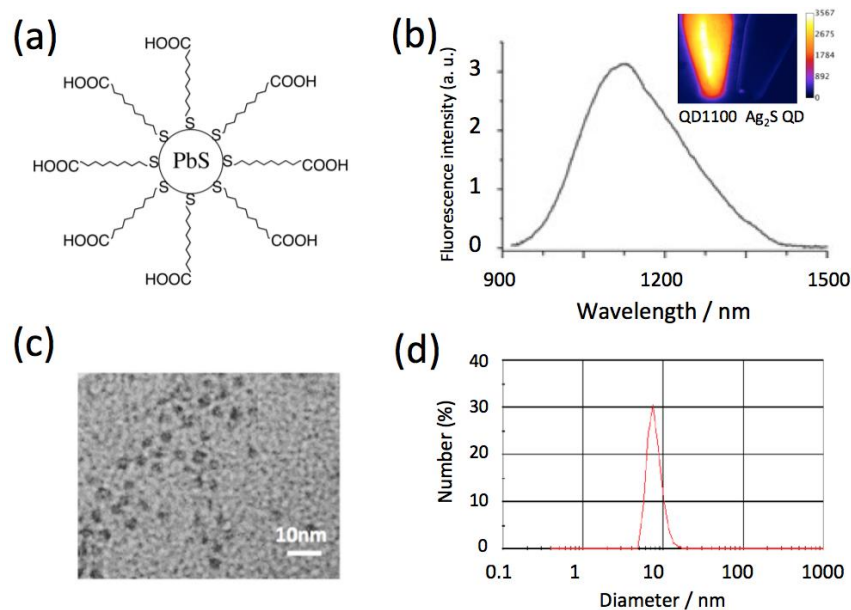 (a)
HOOC
COOH
HOOC
COOH
S
S
S
HOOC
S
PbS
S
COOH
S
S
S
HOOC
COOH
HOOC
(b)
Fluorescence intensity (a. u.)
3
2
1
0
900
1200
1500
Wavelength / nm
3567
2675
1784
892
0
QD1100 Ag₂S QD
(c)
10nm
(d)
Number (%)
40
30
20
10
0
0.1
1
10
100
1000
Diameter / nm